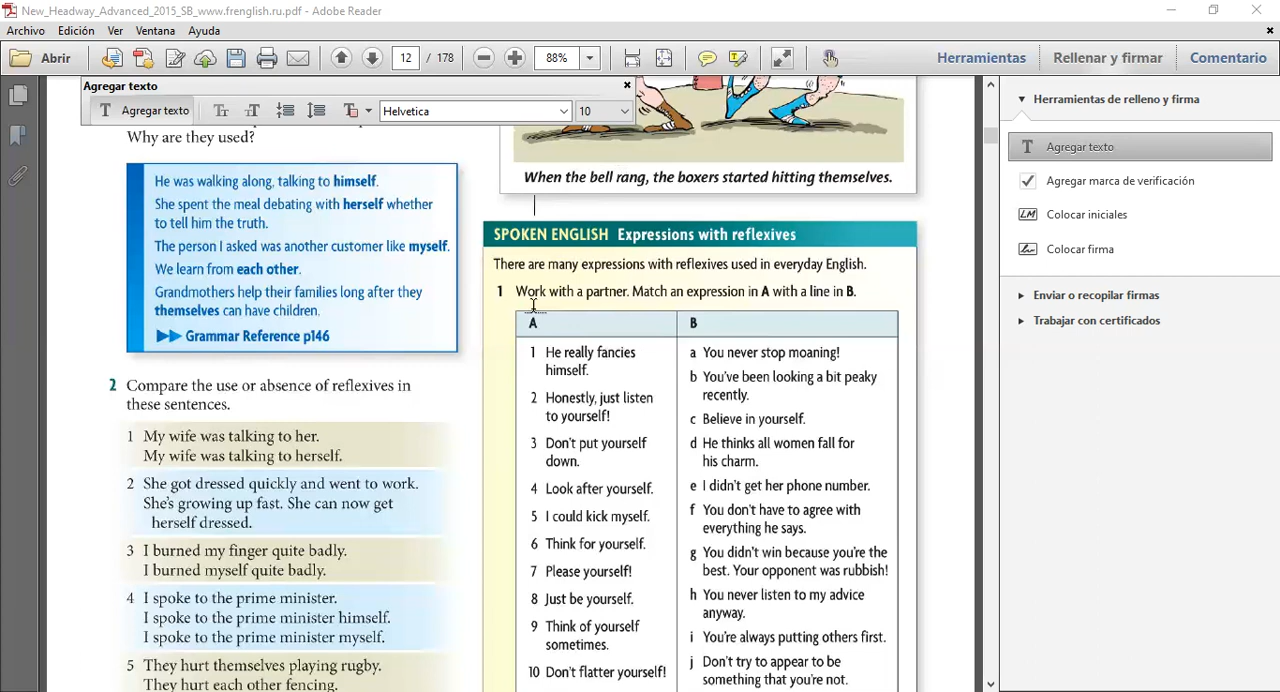 New_Headway_Advanced_2015_SB_www.frenglish.ru.pdf - Adobe Reader
Archivo Edición Ver Ventana Ayuda
Abrir
12 / 178
88%
Herramientas
Rellenar y firmar
Comentario
Agregar texto
Agregar texto
Helvetica
10
Why are they used?
He was walking along, talking to himself.
She spent the meal debating with herself whether
to tell him the truth.
The person I asked was another customer like myself.
We learn from each other.
Grandmothers help their families long after they
themselves can have children.
Grammar Reference p146
2 Compare the use or absence of reflexives in
these sentences.
1 My wife was talking to her.
My wife was talking to herself.
2 She got dressed quickly and went to work.
She's growing up fast. She can now get
herself dressed.
3 I burned my finger quite badly.
I burned myself quite badly.
4 I spoke to the prime minister.
I spoke to the prime minister himself.
I spoke to the prime minister myself.
5 They hurt themselves playing rugby.
They hurt each other fencing.
When the bell rang, the boxers started hitting themselves.
SPOKEN ENGLISH Expressions with reflexives
There are many expressions with reflexives used in everyday English.
1 Work with a partner. Match an expression in A with a line in B.
A
1 He really fancies
himself.
2 Honestly, just listen
to yourself!
3 Don't put yourself
down.
4 Look after yourself.
5 I could kick myself.
6 Think for yourself.
7 Please yourself!
8 Just be yourself.
9 Think of yourself
sometimes.
10 Don't flatter yourself!
B
a You never stop moaning!
b You've been looking a bit peaky
recently.
c Believe in yourself.
d He thinks all women fall for
his charm.
e I didn't get her phone number.
f You don't have to agree with
everything he says.
g You didn't win because you're the
best. Your opponent was rubbish!
h You never listen to my advice
anyway.
i You're always putting others first.
j Don't try to appear to be
something that you're not.
Herramientas de relleno y firma
Agregar texto
Agregar marca de verificación
LM Colocar iniciales
Colocar firma
Enviar o recopilar firmas
Trabajar con certificados